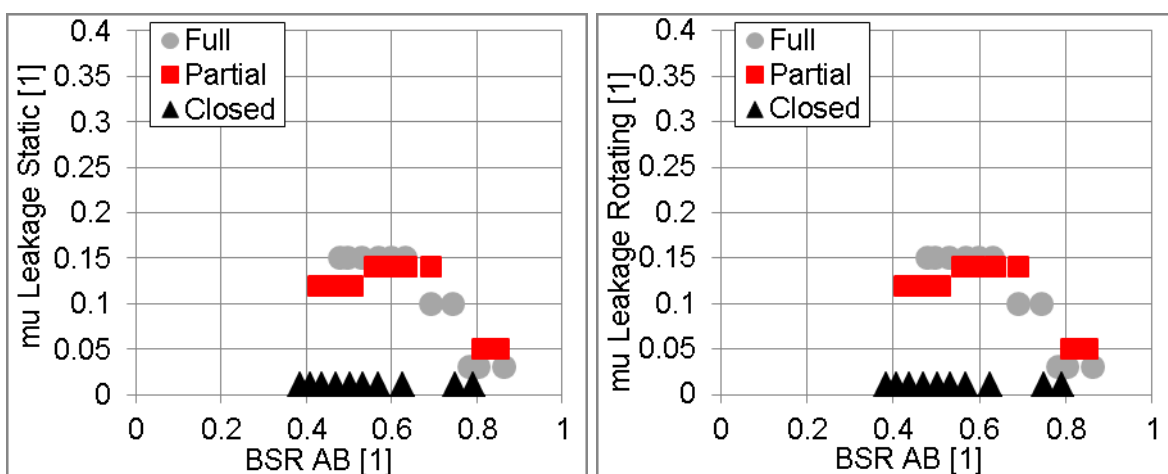 mu Leakage Static [1]
0.4
0.35
0.3
0.25
0.2
0.15
0.1
0.05
0
Full
Partial
Closed
0 0.2 0.4 0.6 0.8 1
BSR AB [1]
mu Leakage Rotating [1]
0.4
0.35
0.3
0.25
0.2
0.15
0.1
0.05
0
Full
Partial
Closed
0 0.2 0.4 0.6 0.8 1
BSR AB [1]